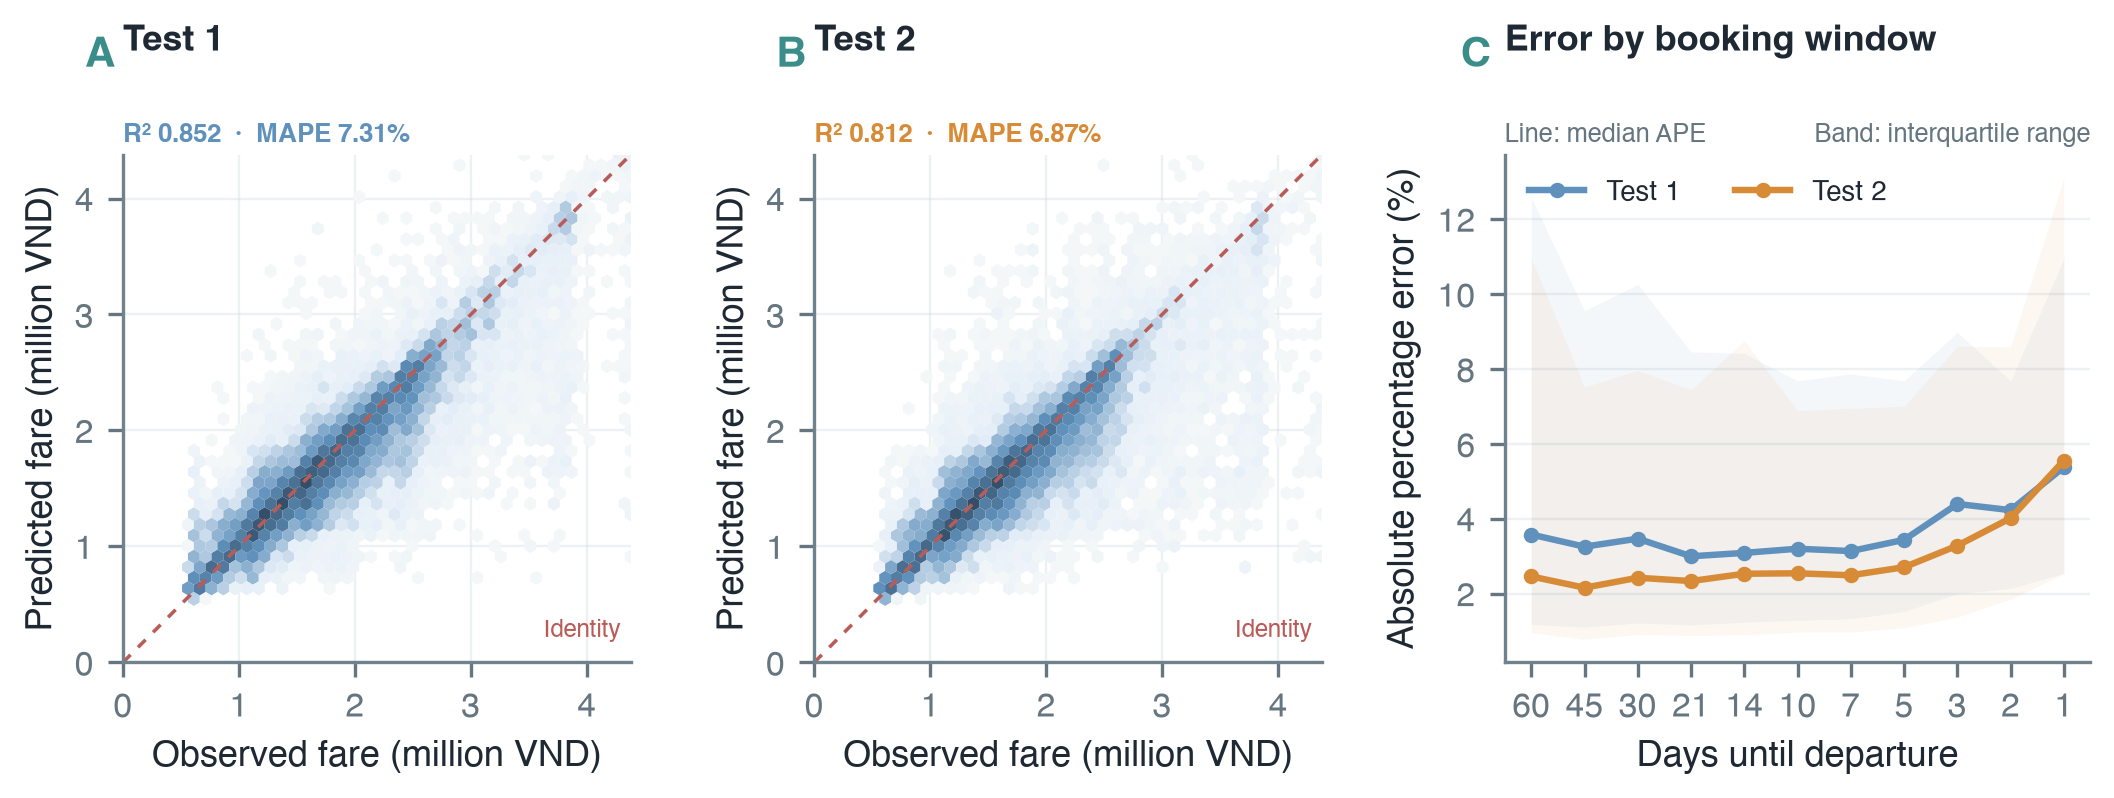 A Test 1
R² 0.852 · MAPE 7.31%
Predicted fare (million VND)
4
3
2
1
0
Identity
0 1 2 3 4
Observed fare (million VND)
B Test 2
R² 0.812 · MAPE 6.87%
Predicted fare (million VND)
4
3
2
1
0
Identity
0 1 2 3 4
Observed fare (million VND)
C Error by booking window
Line: median APE Band: interquartile range
Test 1 Test 2
Absolute percentage error (%)
12
10
8
6
4
2
60 45 30 21 14 10 7 5 3 2 1
Days until departure